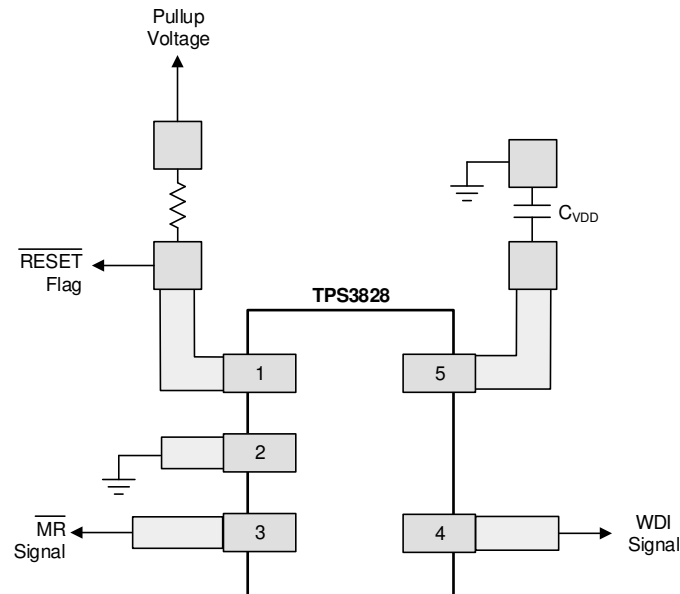 Pullup
Voltage
C_VDD
RESET
Flag
TPS3828
1
5
2
MR
Signal
3
4
WDI
Signal